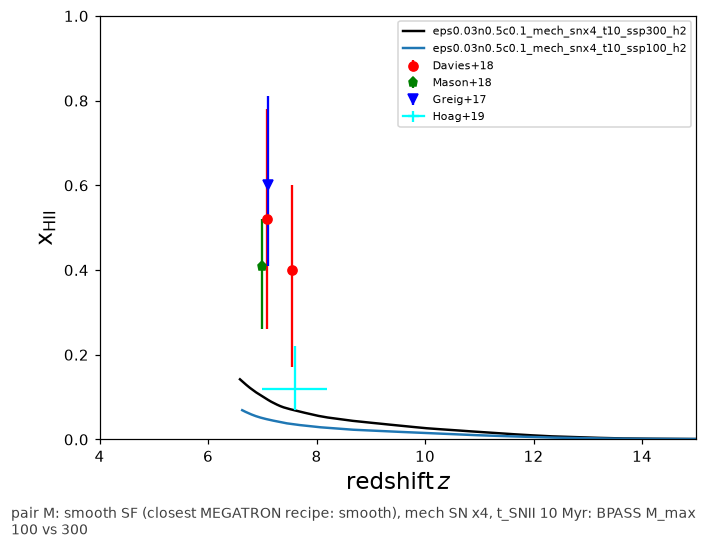 1.0
0.8
0.6
0.4
0.2
0.0
x_HII
4
6
8
10
12
14
redshift z
eps0.03n0.5c0.1_mech_snx4_t10_ssp300_h2
eps0.03n0.5c0.1_mech_snx4_t10_ssp100_h2
Davies+18
Mason+18
Greig+17
Hoag+19
pair M: smooth SF (closest MEGATRON recipe: smooth), mech SN x4, t_SNII 10 Myr: BPASS M_max
100 vs 300